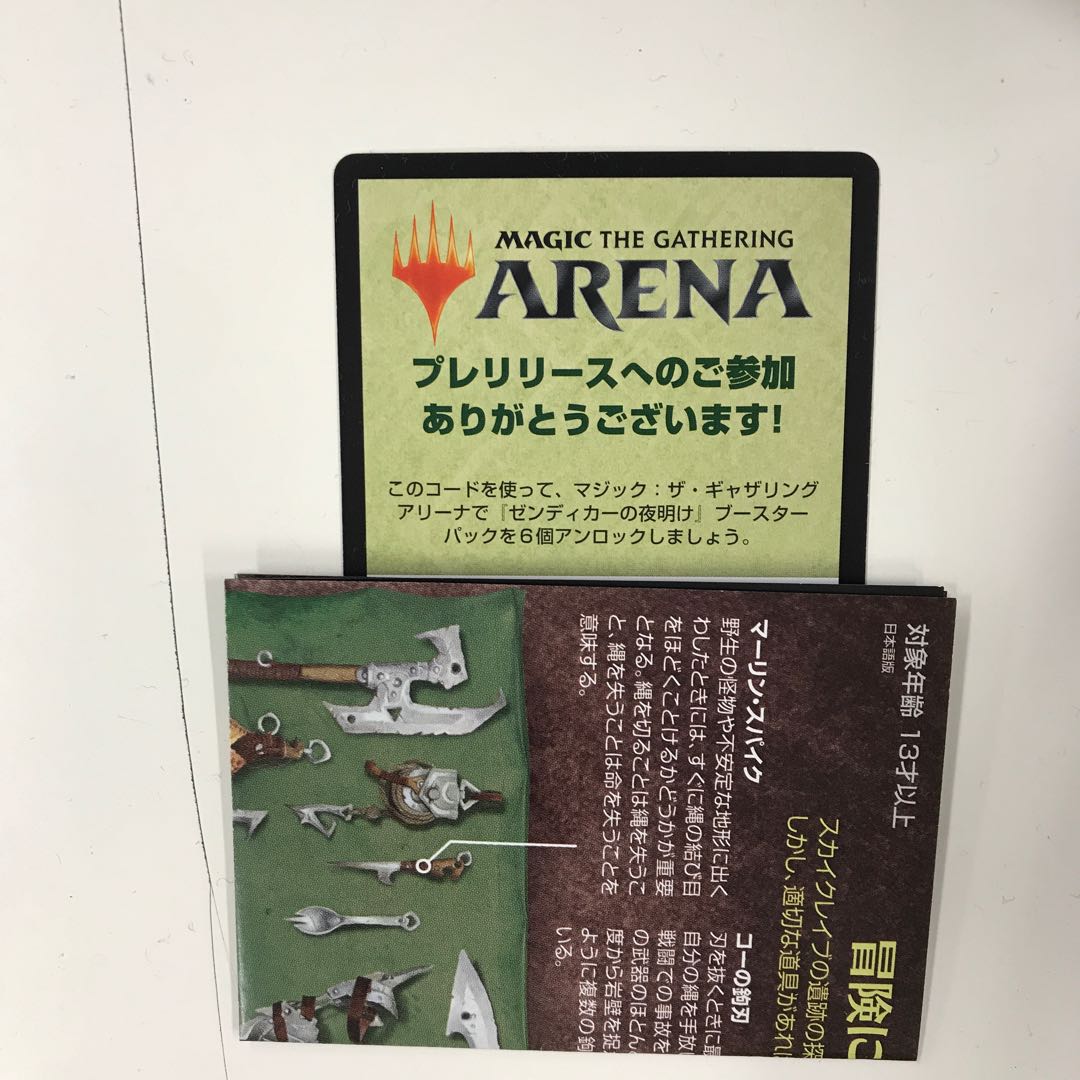 MAGIC THE GATHERING
ARENA
プレリリースへのご参加
ありがとうございます!
このコードを使って、マジック:ザ・ギャザリング
アリーナで『ゼンディカーの夜明け』ブースター
パックを6個アンロックしましょう。
対象年齢 13才以上
日本語版
冒険に
スカイクレイブの遺跡の探
しかし、適切な道具があれば
マーリン・スパイク
野生の怪物や不安定な地形に出く
わしたときには、すぐに縄の結び目
をほどくことけるかどうかが重要
となる。縄を切ることは縄を失うこ
と、縄を失うことは命を失うことを
意味する。
コーの鉤刃
刃を抜くときに最
自分の縄を手放
戦闘での事故を
の武器のほとん
度から岩壁を捉
ように複数の鉤
いる。